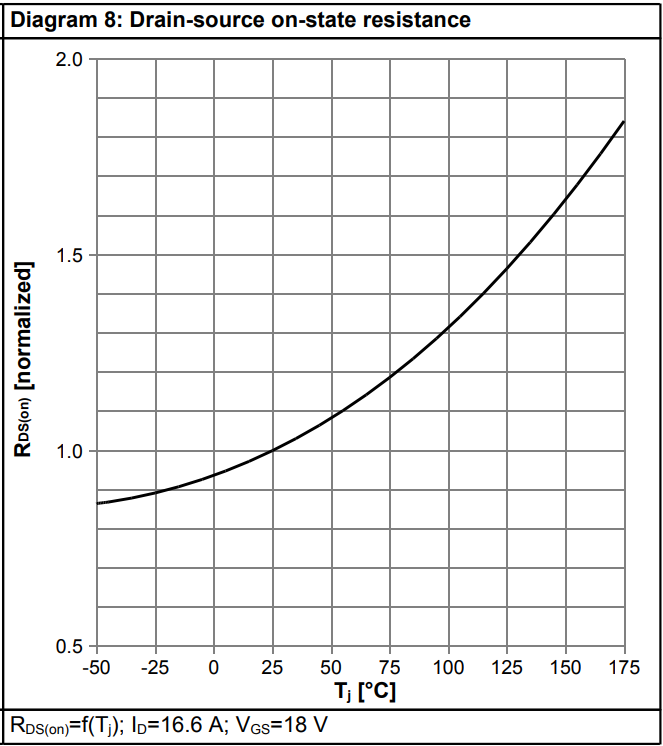 Diagram 8: Drain-source on-state resistance
2.0
1.5
1.0
0.5
RDS(on) [normalized]
-50 -25 0 25 50 75 100 125 150 175
Tj [°C]
RDS(on)=f(Tj); ID=16.6 A; VGS=18 V